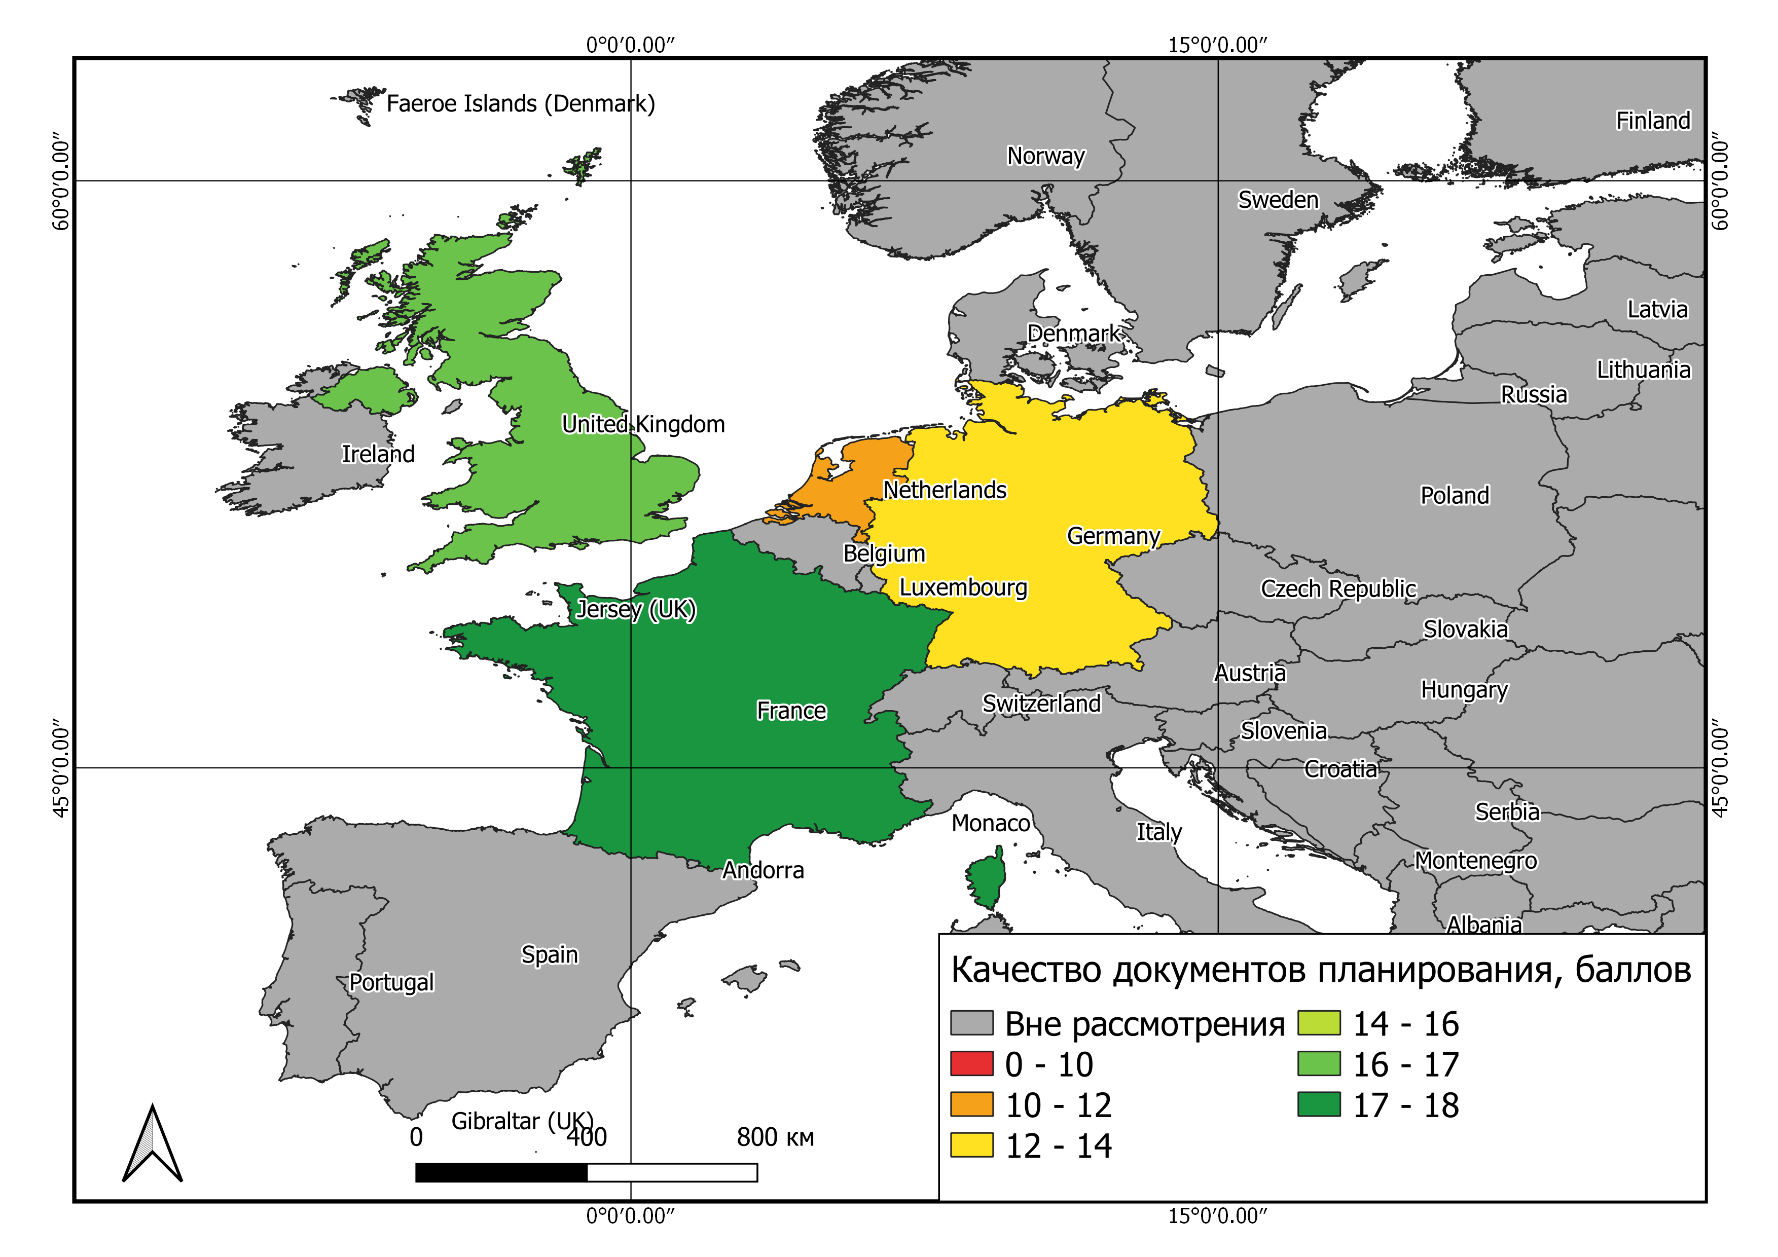 0°0′0.00″
15°0′0.00″
Faeroe Islands (Denmark)
Finland
Norway
60°0′0.00″
60°0′0.00″
Sweden
Latvia
Denmark
Lithuania
Russia
United Kingdom
Ireland
Netherlands
Poland
Germany
Belgium
Luxembourg
Czech Republic
Jersey (UK)
Slovakia
Austria
Hungary
Switzerland
France
Slovenia
45°0′0.00″
45°0′0.00″
Croatia
Serbia
Monaco
Italy
Montenegro
Andorra
Albania
Spain
Portugal
Качество документов планирования, баллов
Вне рассмотрения
0 - 10
10 - 12
12 - 14
14 - 16
16 - 17
17 - 18
Gibraltar (UK)
0 400 800 км
0°0′0.00″
15°0′0.00″